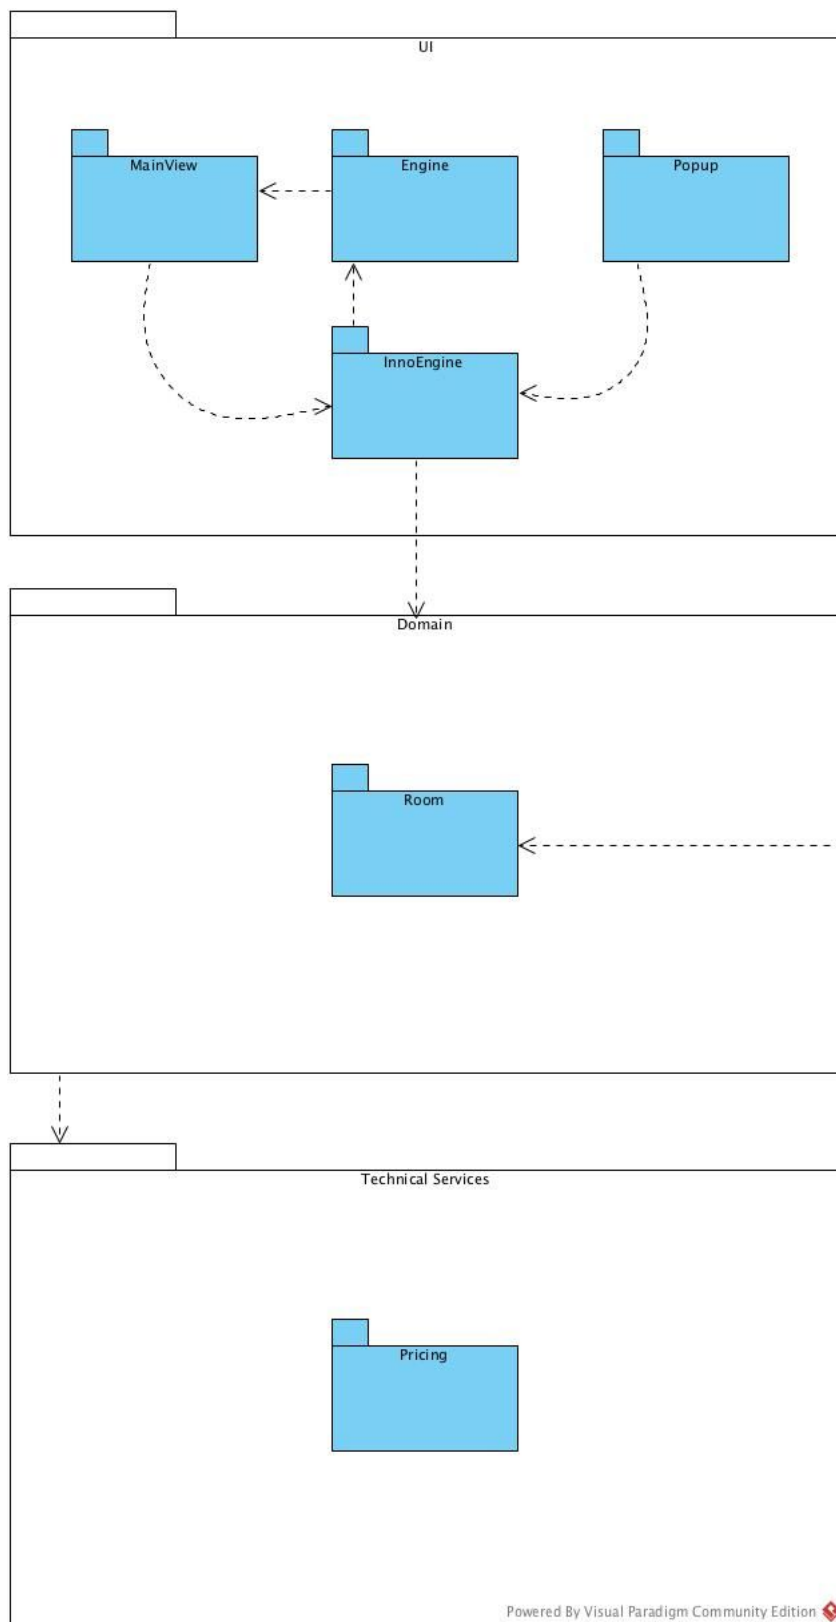 UI
MainView
Engine
Popup
InnoEngine
Domain
Room
Technical Services
Pricing
Powered By Visual Paradigm Community Edition